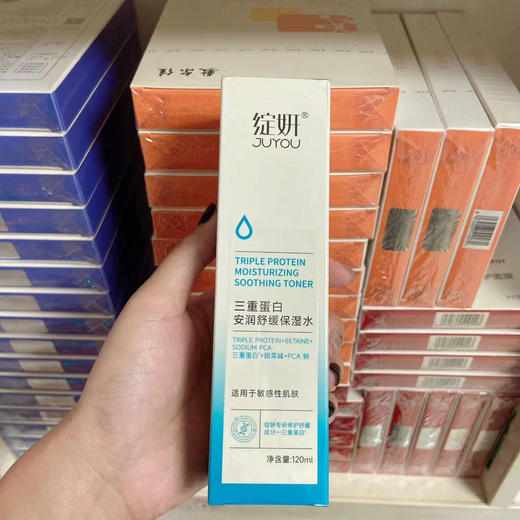 敷尔佳
绽妍®
JUYOU
TRIPLE PROTEIN
MOISTURIZING
SOOTHING TONER
三重蛋白
安润舒缓保湿水
TRIPLE PROTEIN+BETAINE+
SODIUM PCA
三重蛋白+甜菜碱+PCA 钠
适用于敏感性肌肤
绽妍专研修护舒缓
成分—三重蛋白
净含量:120ml